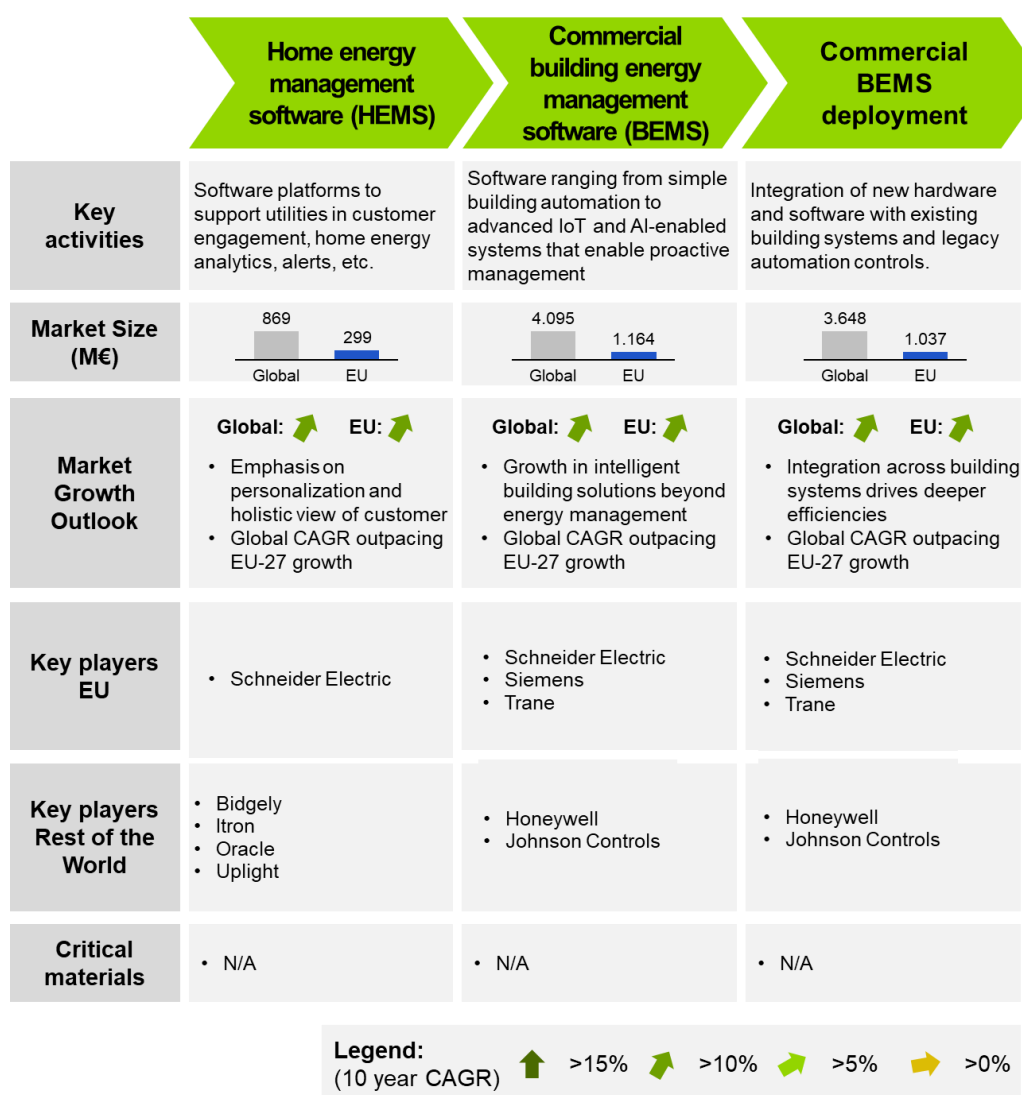 Home energy
management
software (HEMS)
Commercial
building energy
management
software (BEMS)
Commercial
BEMS
deployment
Key
activities
Software platforms to
support utilities in customer
engagement, home energy
analytics, alerts, etc.
Software ranging from simple
building automation to
advanced IoT and AI-enabled
systems that enable proactive
management
Integration of new hardware
and software with existing
building systems and legacy
automation controls.
Market Size
(M€)
869
299
Global
EU
4.095
1.164
Global
EU
3.648
1.037
Global
EU
Market
Growth
Outlook
Global: EU:
• Emphasis on
personalization and
holistic view of customer
• Global CAGR outpacing
EU-27 growth
Global: EU:
• Growth in intelligent
building solutions beyond
energy management
• Global CAGR outpacing
EU-27 growth
Global: EU:
• Integration across building
systems drives deeper
efficiencies
• Global CAGR outpacing
EU-27 growth
Key players
EU
• Schneider Electric
• Schneider Electric
• Siemens
• Trane
• Schneider Electric
• Siemens
• Trane
Key players
Rest of the
World
• Bidgely
• Itron
• Oracle
• Uplight
• Honeywell
• Johnson Controls
• Honeywell
• Johnson Controls
Critical
materials
• N/A
• N/A
• N/A
Legend:
(10 year CAGR)
>15%
>10%
>5%
>0%